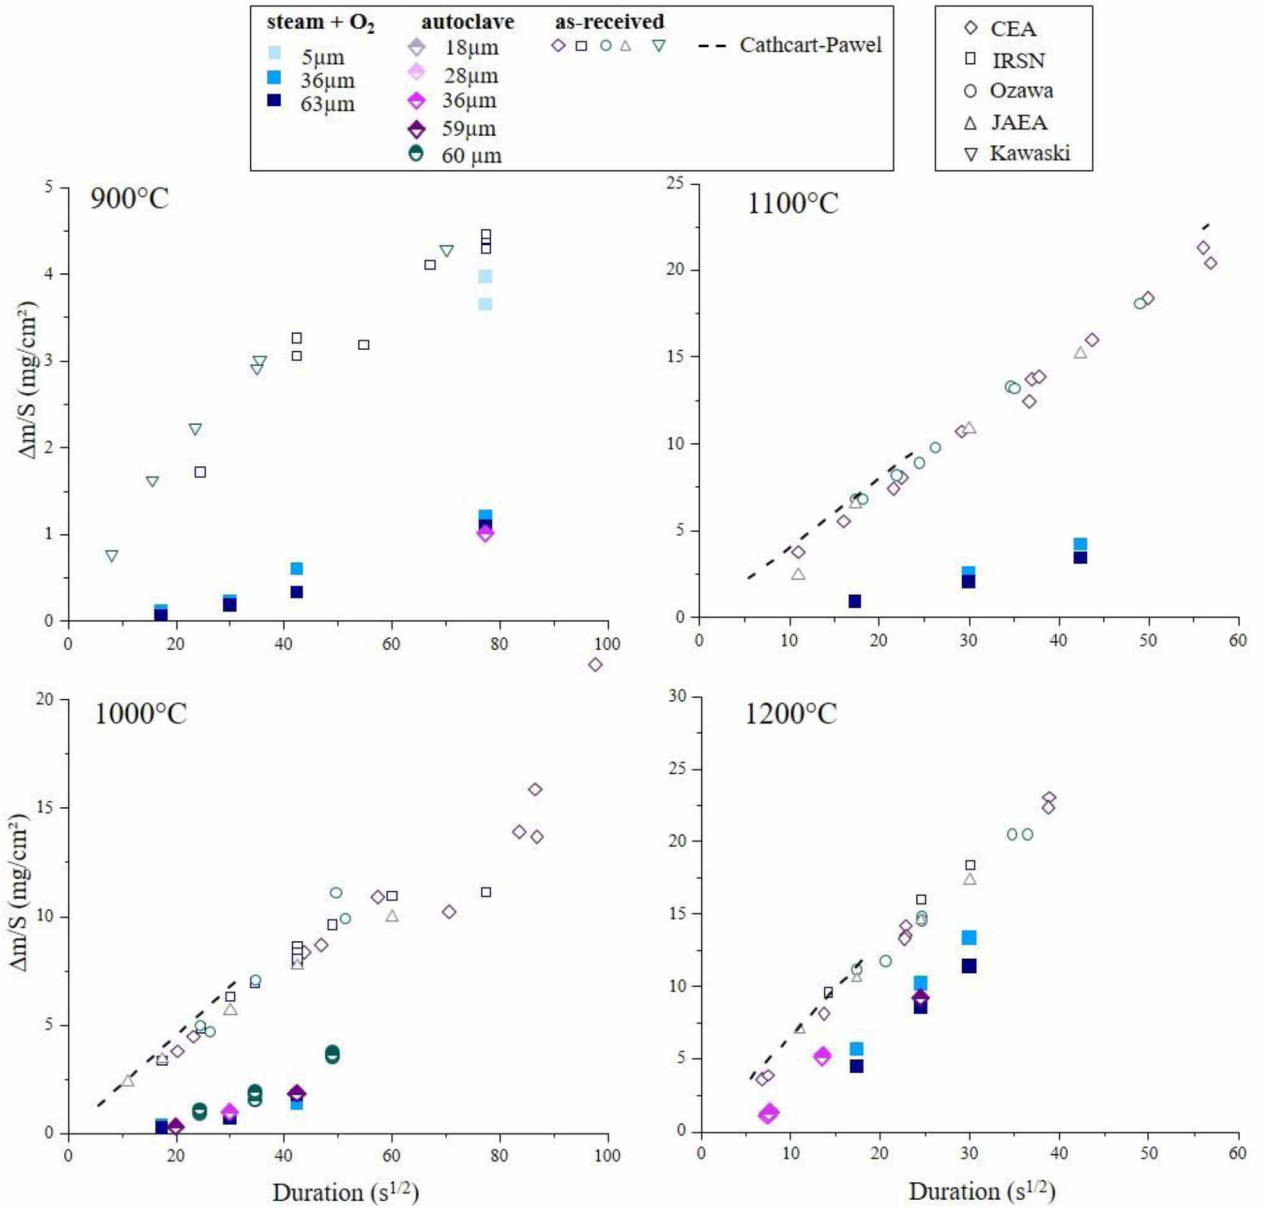 steam + O₂ autoclave as-received
5µm 18µm Cathcart-Pawel
36µm 28µm
63µm 36µm
59µm
60 µm
CEA
IRSN
Ozawa
JAEA
Kawaski
900°C
Δm/S (mg/cm²)
5
4
3
2
1
0
0 20 40 60 80 100
1100°C
25
20
15
10
5
0
0 10 20 30 40 50 60
1000°C
Δm/S (mg/cm²)
20
15
10
5
0
0 20 40 60 80 100
Duration (s^1/2)
1200°C
30
25
20
15
10
5
0
0 10 20 30 40 50 60
Duration (s^1/2)